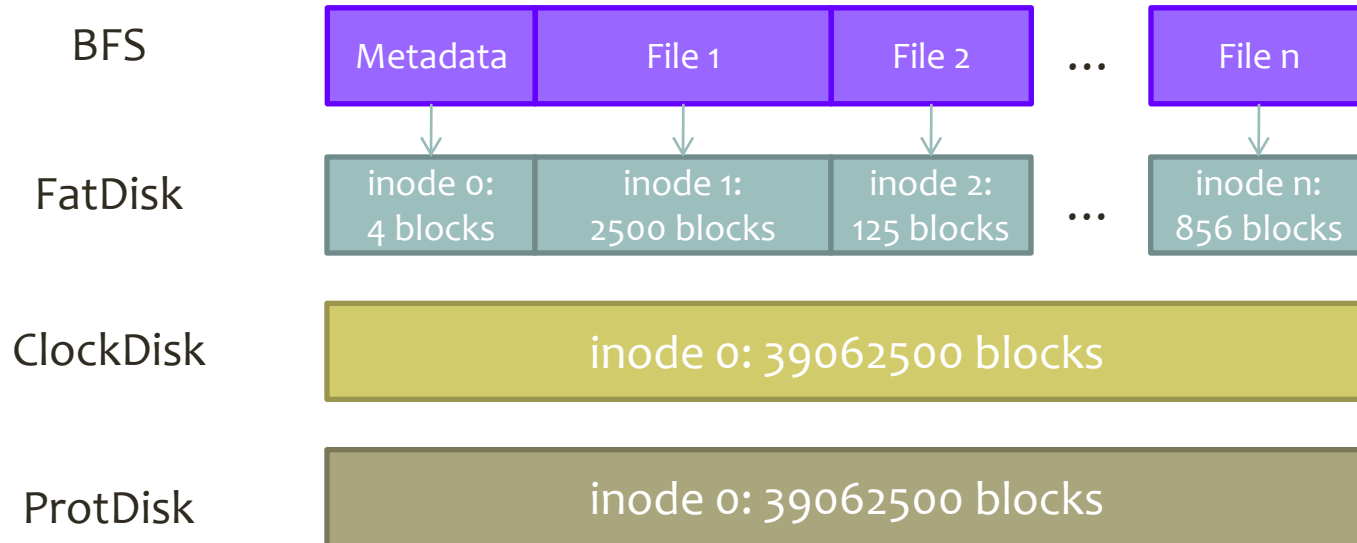 BFS
Metadata
File 1
File 2
...
File n
FatDisk
inode 0:
4 blocks
inode 1:
2500 blocks
inode 2:
125 blocks
...
inode n:
856 blocks
ClockDisk
inode 0: 39062500 blocks
ProtDisk
inode 0: 39062500 blocks